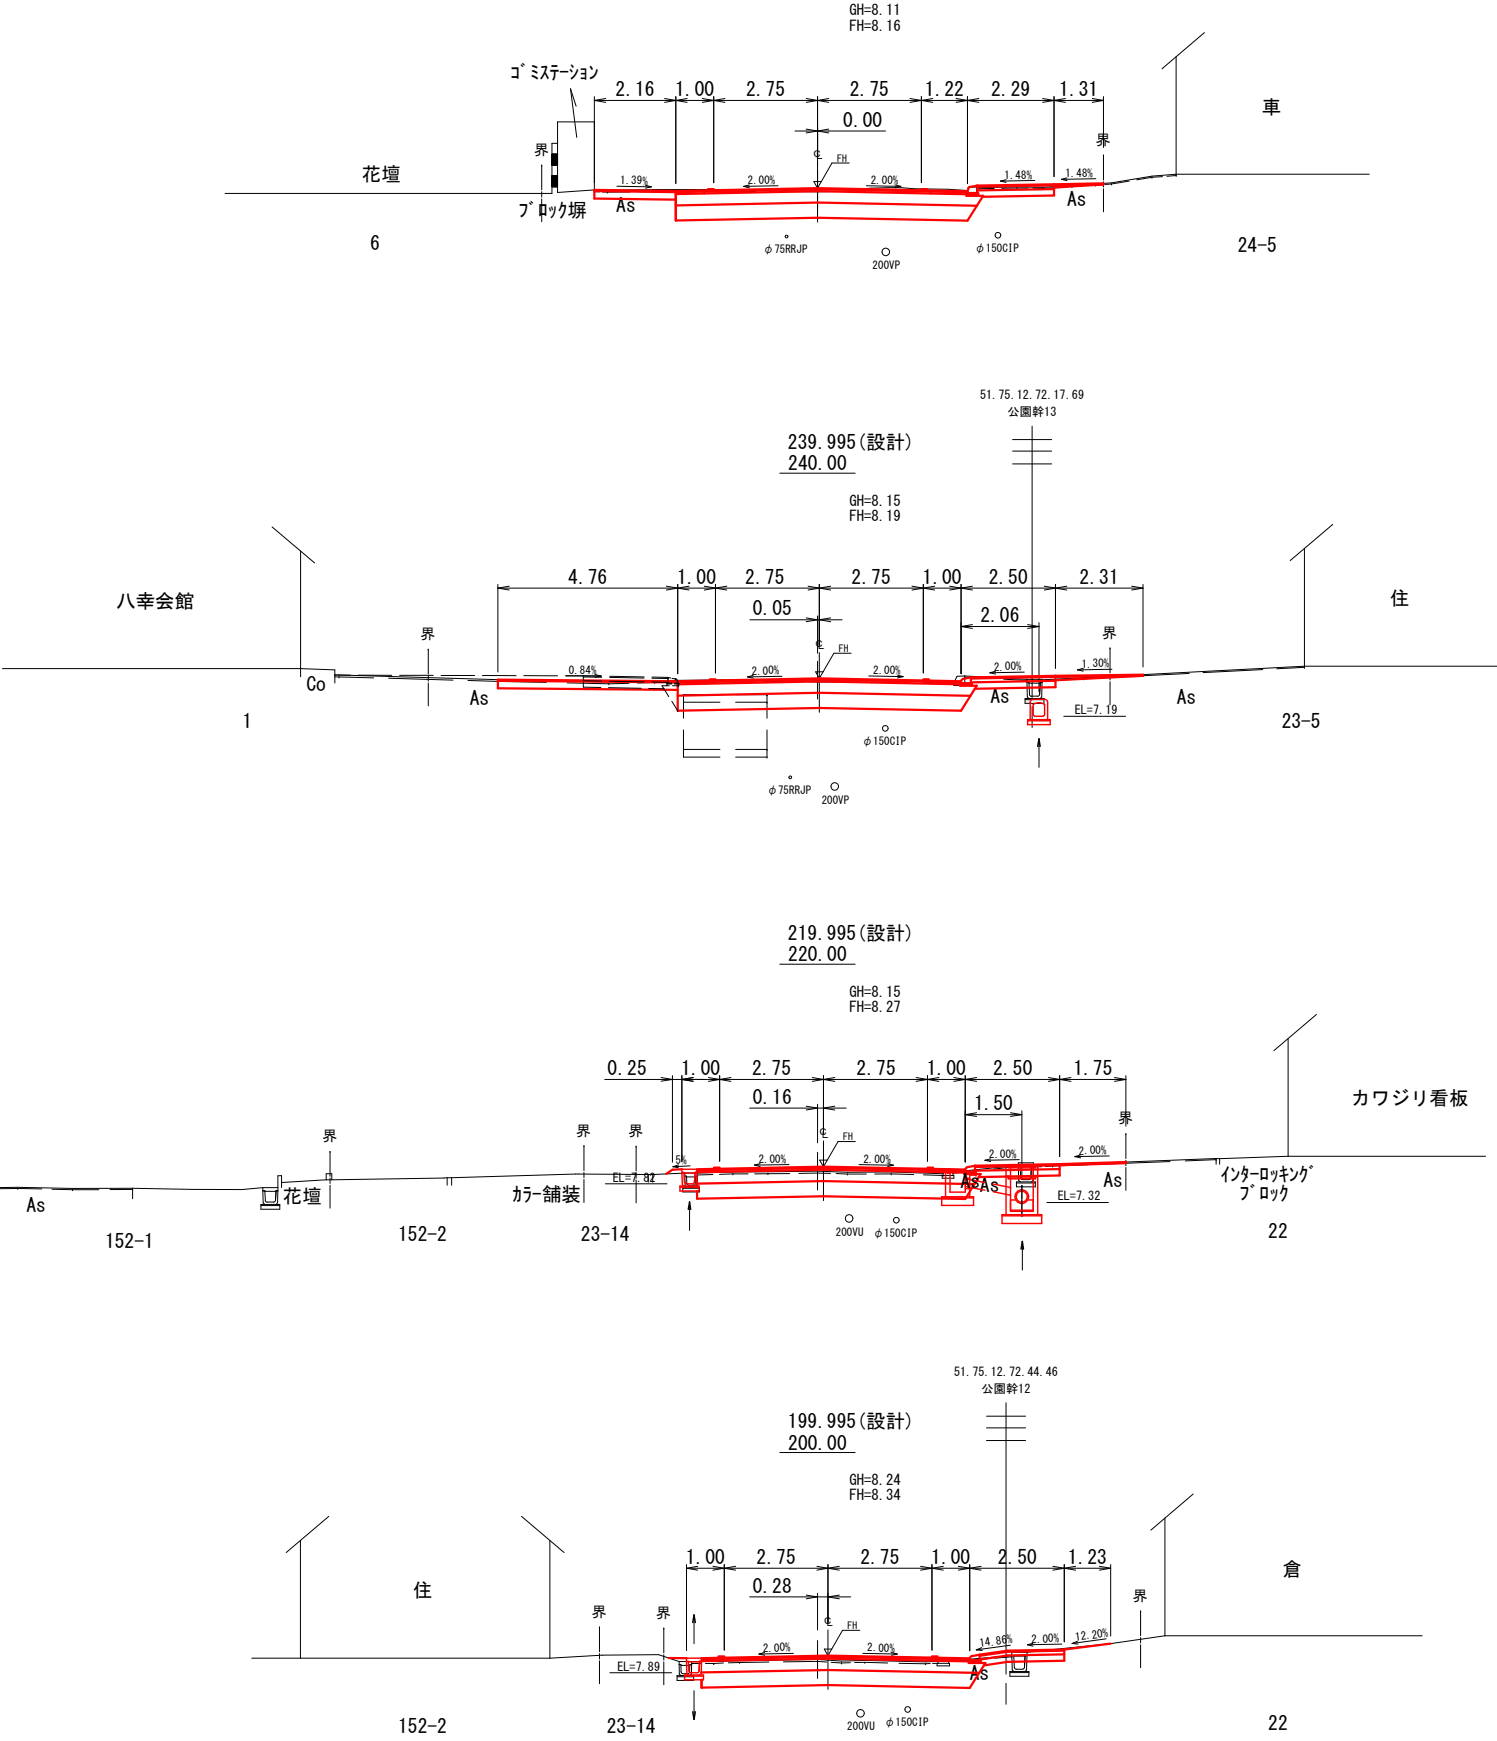 GH=8.11
FH=8.16
ゴミステーション
2.16 1.00 2.75 2.75 1.22 2.29 1.31
0.00
車
界
界
花壇
℄ FH
1.39% 2.00% 2.00% 1.48% 1.48%
ブロック塀 As As
6
φ75RRJP 200VP φ150CIP
24-5
51.75.12.72.17.69
公園幹13
239.995(設計)
240.00
GH=8.15
FH=8.19
4.76 1.00 2.75 2.75 1.00 2.50 2.31
0.05 2.06
八幸会館
住
界
界
℄ FH
0.84% 2.00% 2.00% 2.00% 1.30%
Co As As As
EL=7.19
1
23-5
φ150CIP
φ75RRJP 200VP
219.995(設計)
220.00
GH=8.15
FH=8.27
0.25 1.00 2.75 2.75 1.00 2.50 1.75
0.16 1.50
カワジリ看板
界 界 界 界
℄ FH
5% 2.00% 2.00% 2.00% 2.00%
As 花壇 カラー舗装 As As As
EL=7.32
インターロッキング
ブロック
152-1 152-2 23-14 22
200VU φ150CIP
51.75.12.72.44.46
公園幹12
199.995(設計)
200.00
GH=8.24
FH=8.34
1.00 2.75 2.75 1.00 2.50 1.23
0.28
住
倉
界 界 界
℄ FH
2.00% 2.00% 14.86% 2.00% 12.20%
EL=7.89
As
152-2 23-14 22
200VU φ150CIP